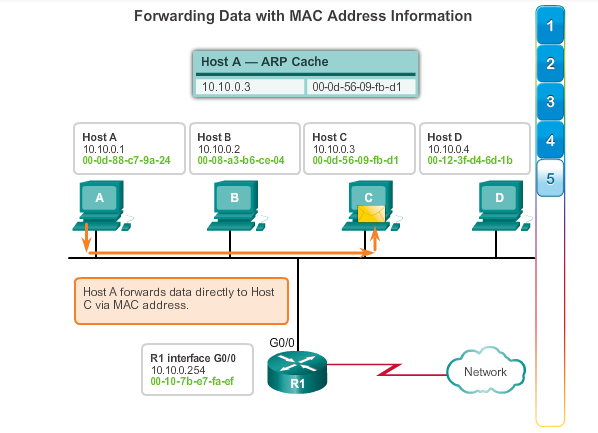 Forwarding Data with MAC Address Information
1
2
3
4
5
Host A — ARP Cache
10.10.0.3 00-0d-56-09-fb-d1
Host A
10.10.0.1
00-0d-88-c7-9a-24
Host B
10.10.0.2
00-08-a3-b6-ce-04
Host C
10.10.0.3
00-0d-56-09-fb-d1
Host D
10.10.0.4
00-12-3f-d4-6d-1b
A
B
C
D
Host A forwards data directly to Host
C via MAC address.
G0/0
R1 interface G0/0
10.10.0.254
00-10-7b-e7-fa-ef
R1
Network